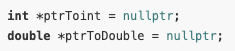 int *ptrToint = nullptr;
double *ptrToDouble = nullptr;